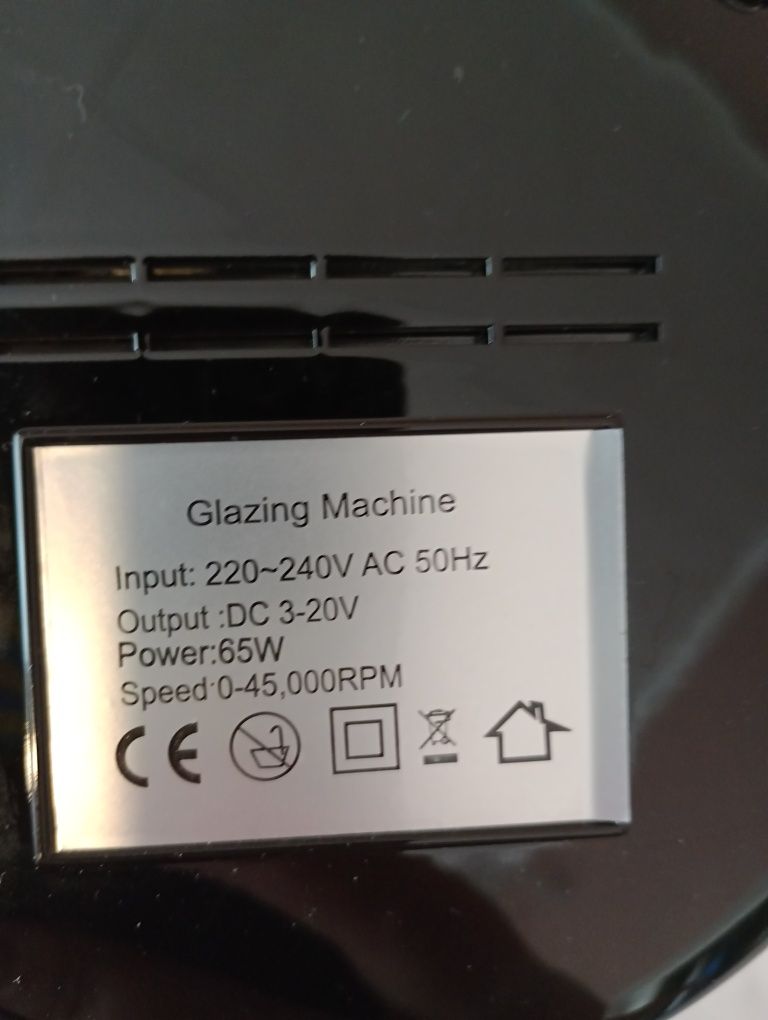 Glazing Machine
Input: 220~240V AC 50Hz
Output :DC 3-20V
Power:65W
Speed:0-45,000RPM
CE